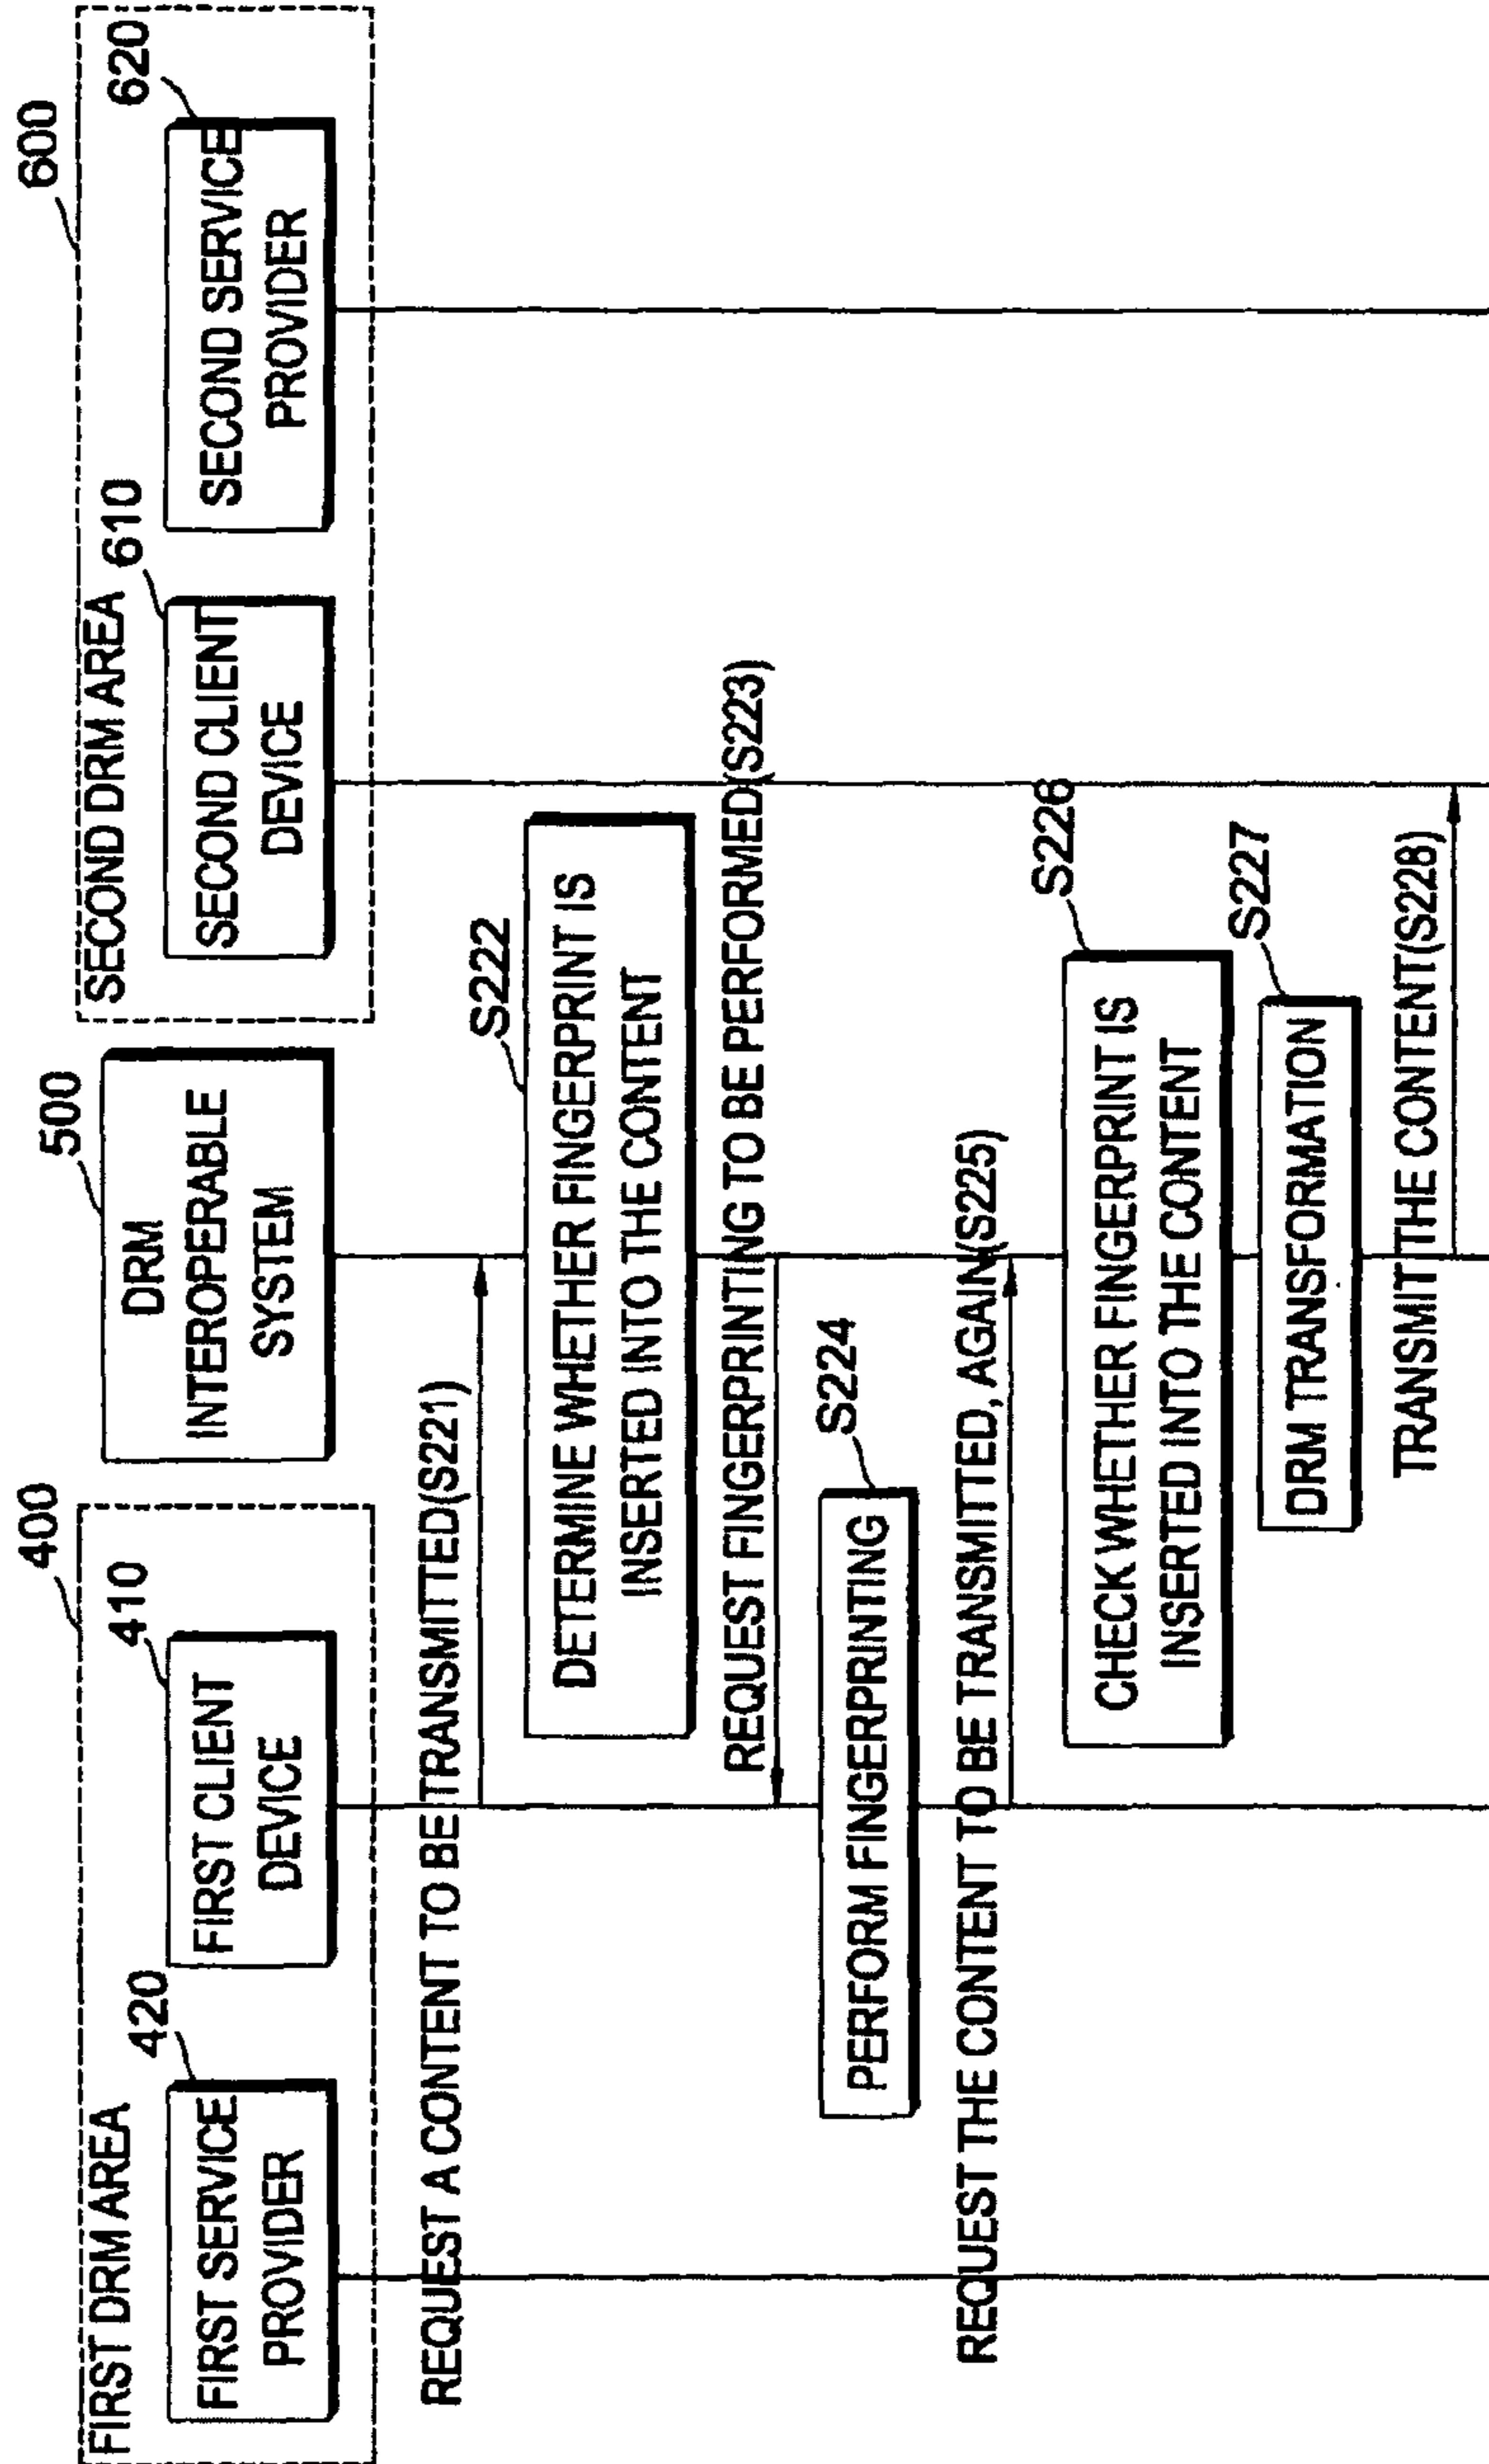 400
500
600
FIRST DRM AREA
SECOND DRM AREA
420
410
610
620
FIRST SERVICE
PROVIDER
FIRST CLIENT
DEVICE
DRM
INTEROPERABLE
SYSTEM
SECOND CLIENT
DEVICE
SECOND SERVICE
PROVIDER
REQUEST A CONTENT TO BE TRANSMITTED(S221)
S222
DETERMINE WHETHER FINGERPRINT IS
INSERTED INTO THE CONTENT
REQUEST FINGERPRINTING TO BE PERFORMED(S223)
S224
PERFORM FINGERPRINTING
REQUEST THE CONTENT TO BE TRANSMITTED, AGAIN(S225)
S226
CHECK WHETHER FINGERPRINT IS
INSERTED INTO THE CONTENT
S227
DRM TRANSFORMATION
TRANSMIT THE CONTENT(S228)